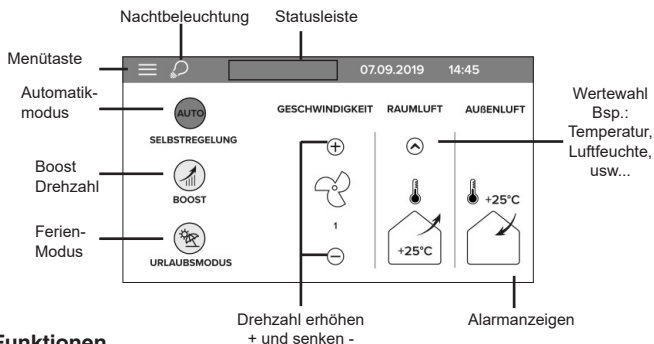 Nachtbeleuchtung
Statusleiste
Menütaste
07.09.2019 14:45
Automatik-
modus
AUTO
SELBSTREGELUNG
GESCHWINDIGKEIT
RAUMLUFT
AUßENLUFT
Wertewahl
Bsp.:
Temperatur,
Luftfeuchte,
usw...
Boost
Drehzahl
BOOST
+25°C
1
Ferien-
Modus
URLAUBSMODUS
+25°C
Drehzahl erhöhen
+ und senken -
Alarmanzeigen